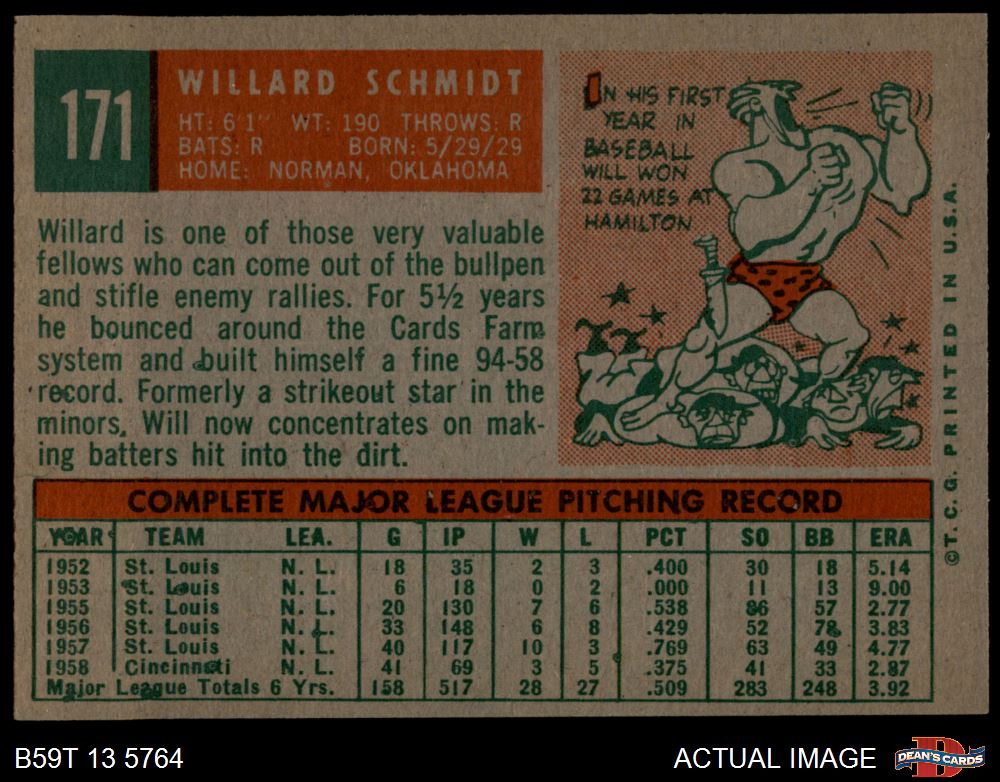 171
WILLARD SCHMIDT
HT: 6'1" WT: 190 THROWS: R
BATS: R BORN: 5/29/29
HOME: NORMAN, OKLAHOMA
Willard is one of those very valuable
fellows who can come out of the bullpen
and stifle enemy rallies. For 5½ years
he bounced around the Cards Farm
system and built himself a fine 94-58
record. Formerly a strikeout star in the
minors, Will now concentrates on mak-
ing batters hit into the dirt.
IN HIS FIRST
YEAR IN
BASEBALL
WILL WON
22 GAMES AT
HAMILTON
COMPLETE MAJOR LEAGUE PITCHING RECORD
YEAR TEAM LEA. G IP W L PCT SO BB ERA
1952 St. Louis N. L. 18 35 2 3 .400 30 18 5.14
1953 St. Louis N. L. 6 18 0 2 .000 11 13 9.00
1955 St. Louis N. L. 20 130 7 6 .538 86 57 2.77
1956 St. Louis N. L. 33 148 6 8 .429 52 78 3.83
1957 St. Louis N. L. 40 117 10 3 .769 63 49 4.77
1958 Cincinnati N. L. 41 69 3 5 .375 41 33 2.87
Major League Totals 6 Yrs. 158 517 28 27 .509 283 248 3.92
©T. C. G. PRINTED IN U.S.A.
B59T 13 5764
ACTUAL IMAGE
D
DEAN'S CARDS